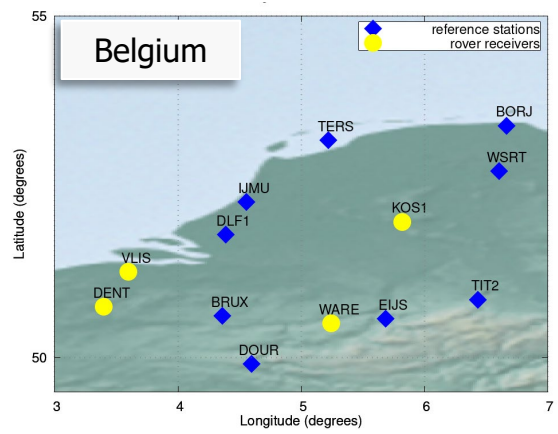 55
Belgium
reference stations
rover receivers
BORJ
TERS
WSRT
IJMU
KOS1
DLF1
VLIS
DENT
TIT2
BRUX
WARE
EIJS
DOUR
50
Latitude (degrees)
3
4
5
6
7
Longitude (degrees)